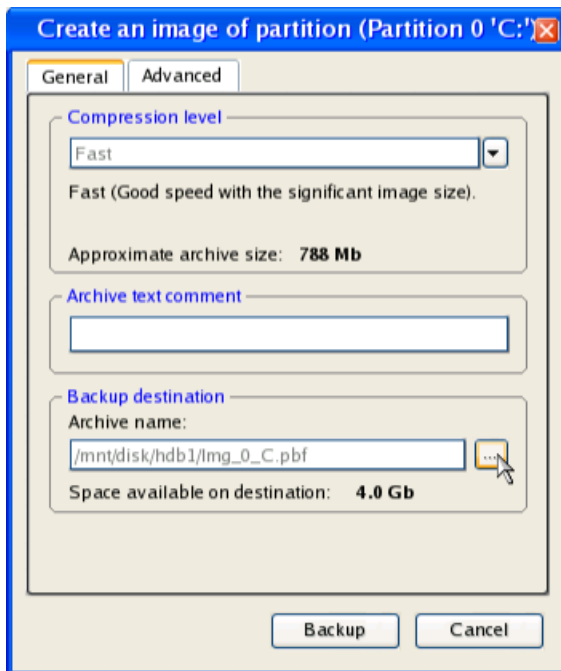 Create an image of partition (Partition 0 'C:')
General
Advanced
Compression level
Fast
Fast (Good speed with the significant image size).
Approximate archive size: 788 Mb
Archive text comment
Backup destination
Archive name:
/mnt/disk/hdb1/Img_0_C.pbf
...
Space available on destination: 4.0 Gb
Backup
Cancel